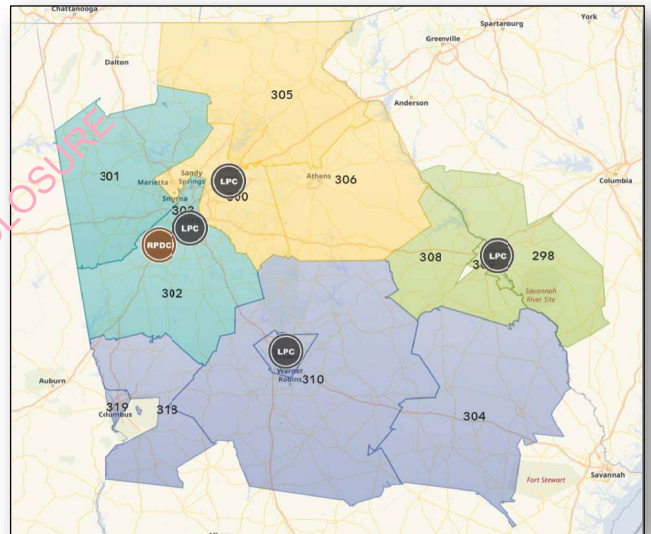 Chattanooga
York
Spartanburg
Greenville
Dalton
305
Anderson
301
Sandy
Springs
Marietta
LPC
Athens
306
Columbia
Smyrna
LPC
RPDC
308
LPC
298
302
Savannah
River Site
LPC
Warner
Robins
310
Auburn
319
318
Columbus
304
Savannah
Fort Stewart
LOSURE